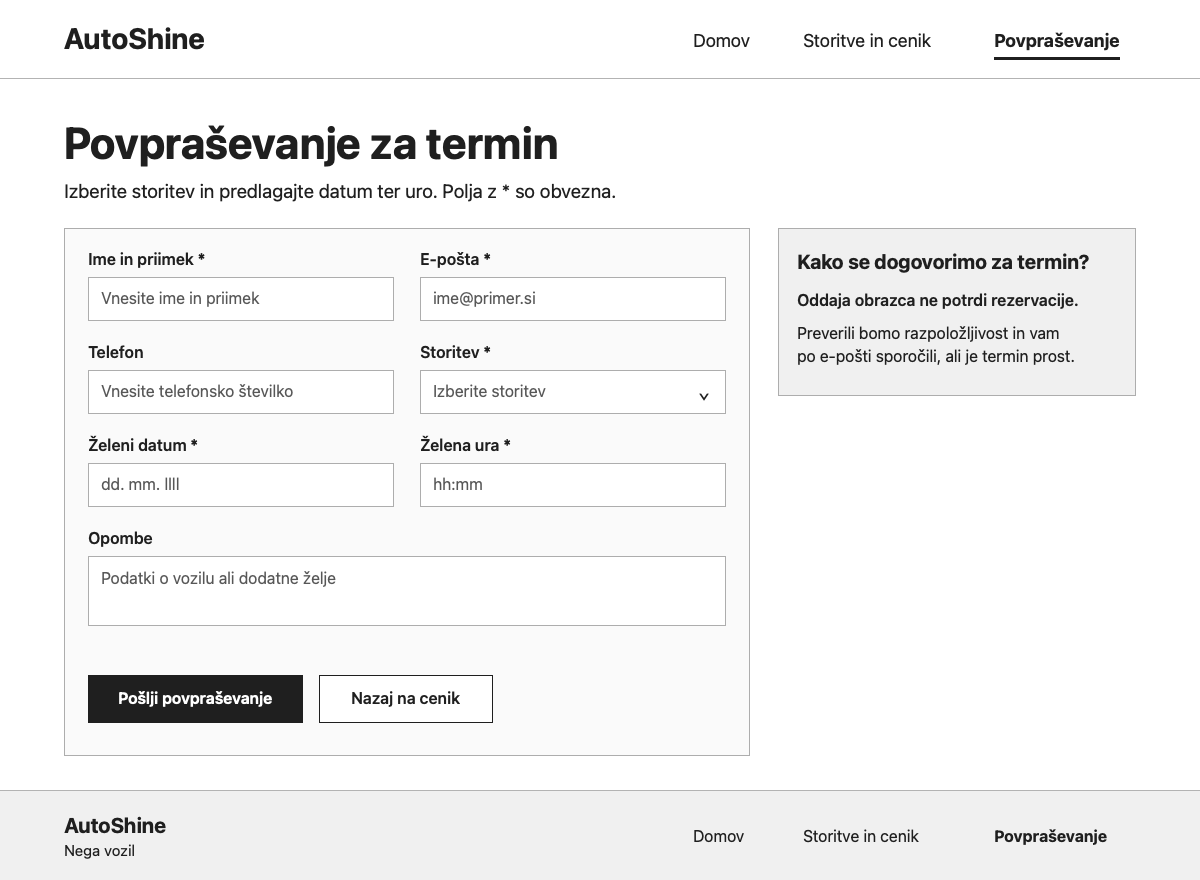 AutoShine
Domov
Storitve in cenik
Povpraševanje
Povpraševanje za termin
Izberite storitev in predlagajte datum ter uro. Polja z * so obvezna.
Ime in priimek *
Vnesite ime in priimek
E-pošta *
ime@primer.si
Telefon
Vnesite telefonsko številko
Storitev *
Izberite storitev
Želeni datum *
dd. mm. llll
Želena ura *
hh:mm
Opombe
Podatki o vozilu ali dodatne želje
Pošlji povpraševanje
Nazaj na cenik
Kako se dogovorimo za termin?
Oddaja obrazca ne potrdi rezervacije.
Preverili bomo razpoložljivost in vam
po e-pošti sporočili, ali je termin prost.
AutoShine
Nega vozil
Domov
Storitve in cenik
Povpraševanje